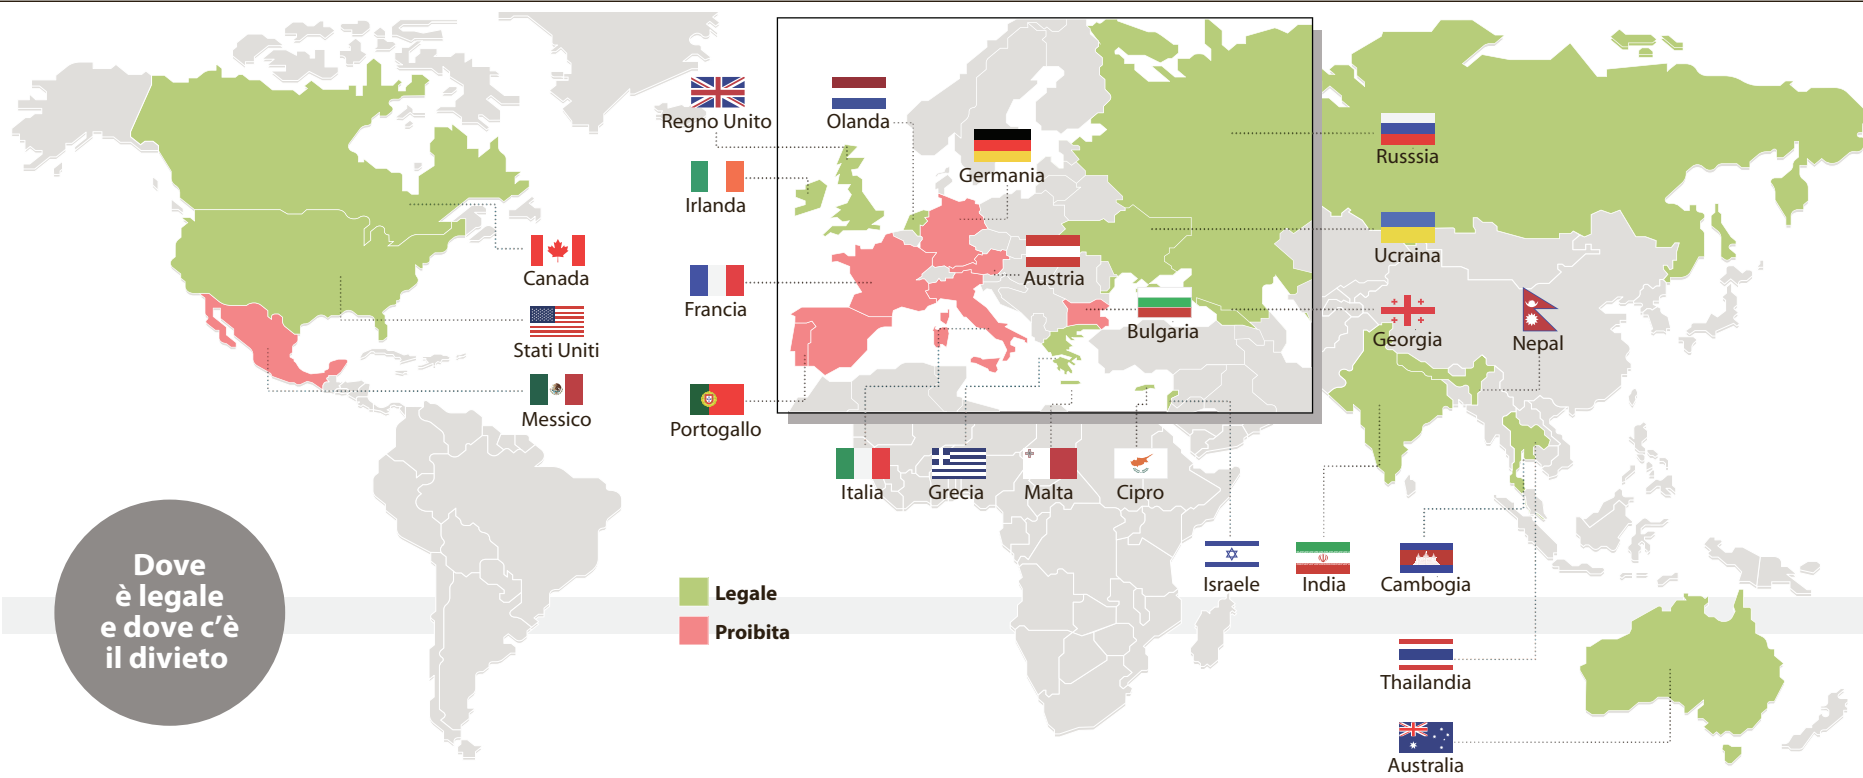 Regno Unito
Olanda
Germania
Russsia
Irlanda
Ucraina
Canada
Austria
Francia
Bulgaria
Georgia
Nepal
Stati Uniti
Messico
Portogallo
Italia
Grecia
Malta
Cipro
Israele
India
Cambogia
Dove
è legale
e dove c’è
il divieto
Legale
Proibita
Thailandia
Australia